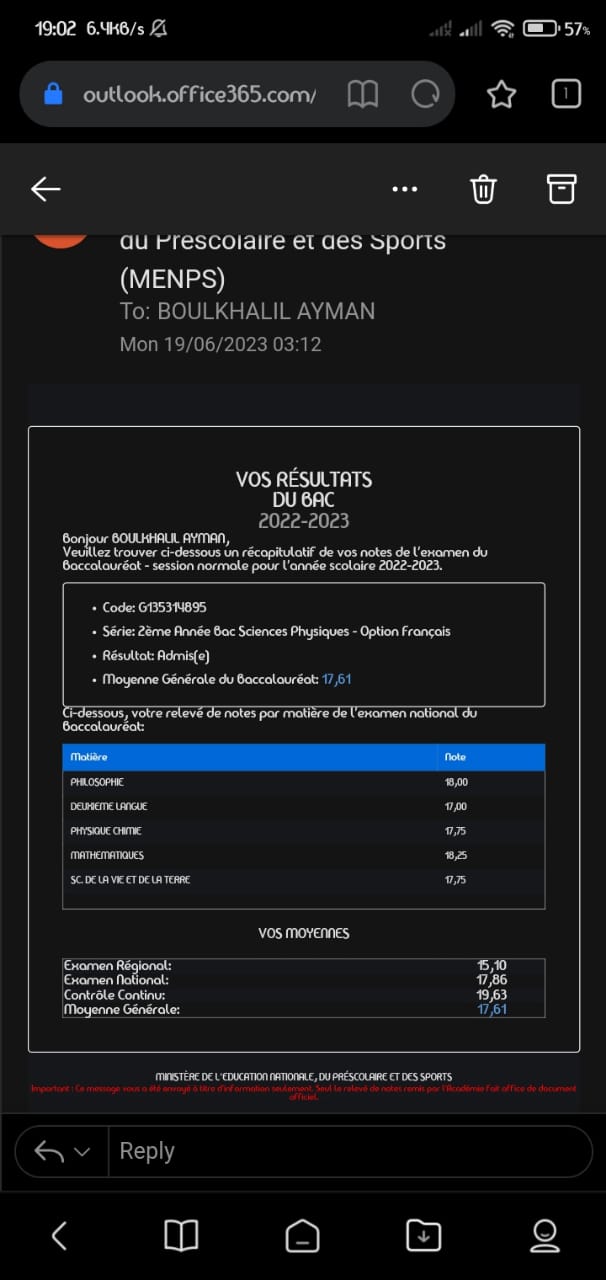 19:02 6.4KB/s 57%
outlook.office365.com/ 1
du Préscolaire et des Sports
(MENPS)
To: BOULKHALIL AYMAN
Mon 19/06/2023 03:12
VOS RÉSULTATS
DU BAC
2022-2023
Bonjour BOULKHALIL AYMAN,
Veuillez trouver ci-dessous un récapitulatif de vos notes de l'examen du
Baccalauréat - session normale pour l'année scolaire 2022-2023.
• Code: G135314895
• Série: 2ème Année Bac Sciences Physiques - Option Français
• Résultat: Admis(e)
• Moyenne Générale du Baccalauréat: 17,61
Ci-dessous, votre relevé de notes par matière de l'examen national du
Baccalauréat:
Matière Note
PHILOSOPHIE 18,00
DEUXIEME LANGUE 17,00
PHYSIQUE CHIMIE 17,75
MATHEMATIQUES 18,25
SC. DE LA VIE ET DE LA TERRE 17,75
VOS MOYENNES
Examen Régional: 15,10
Examen National: 17,86
Contrôle Continu: 19,63
Moyenne Générale: 17,61
MINISTÈRE DE L'EDUCATION NATIONALE, DU PRÉSCOLAIRE ET DES SPORTS
Important : Ce message vous a été envoyé à titre d'information seulement. Seul le relevé de notes remis par l'Académie fait office de document
officiel.
Reply